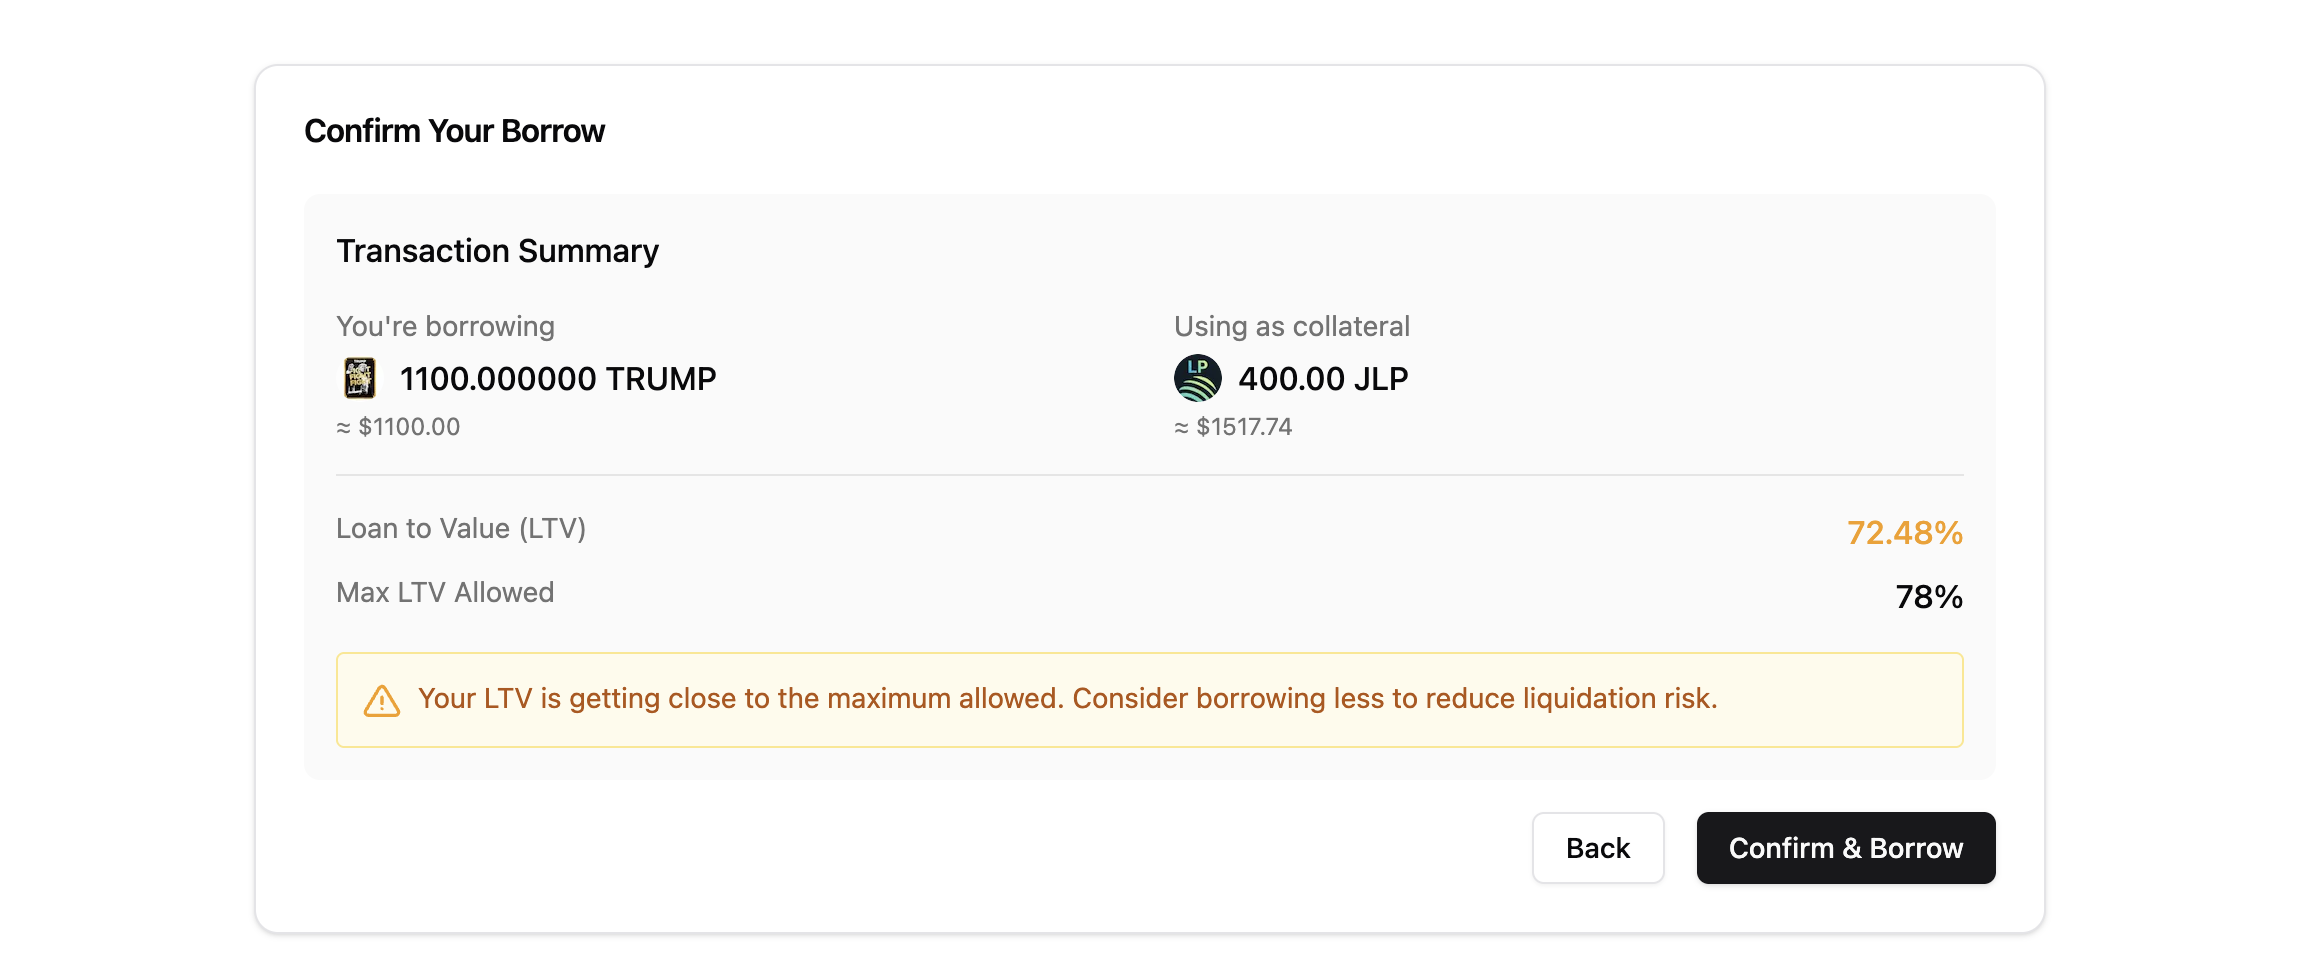 Confirm Your Borrow
Transaction Summary
You're borrowing
1100.000000 TRUMP
≈ $1100.00
Using as collateral
LP
400.00 JLP
≈ $1517.74
Loan to Value (LTV)
72.48%
Max LTV Allowed
78%
Your LTV is getting close to the maximum allowed. Consider borrowing less to reduce liquidation risk.
Back
Confirm & Borrow